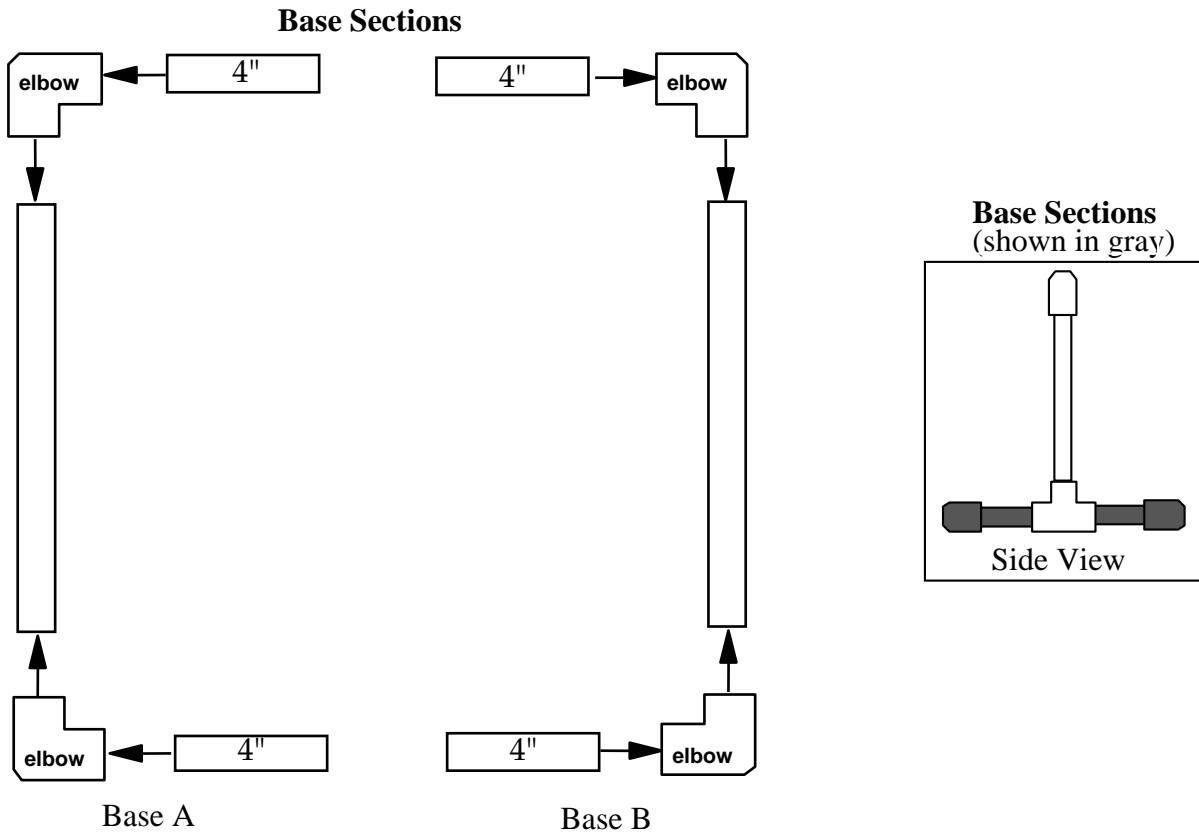 Base Sections
elbow
4"
4"
elbow
Base Sections
(shown in gray)
Side View
elbow
4"
4"
elbow
Base A
Base B